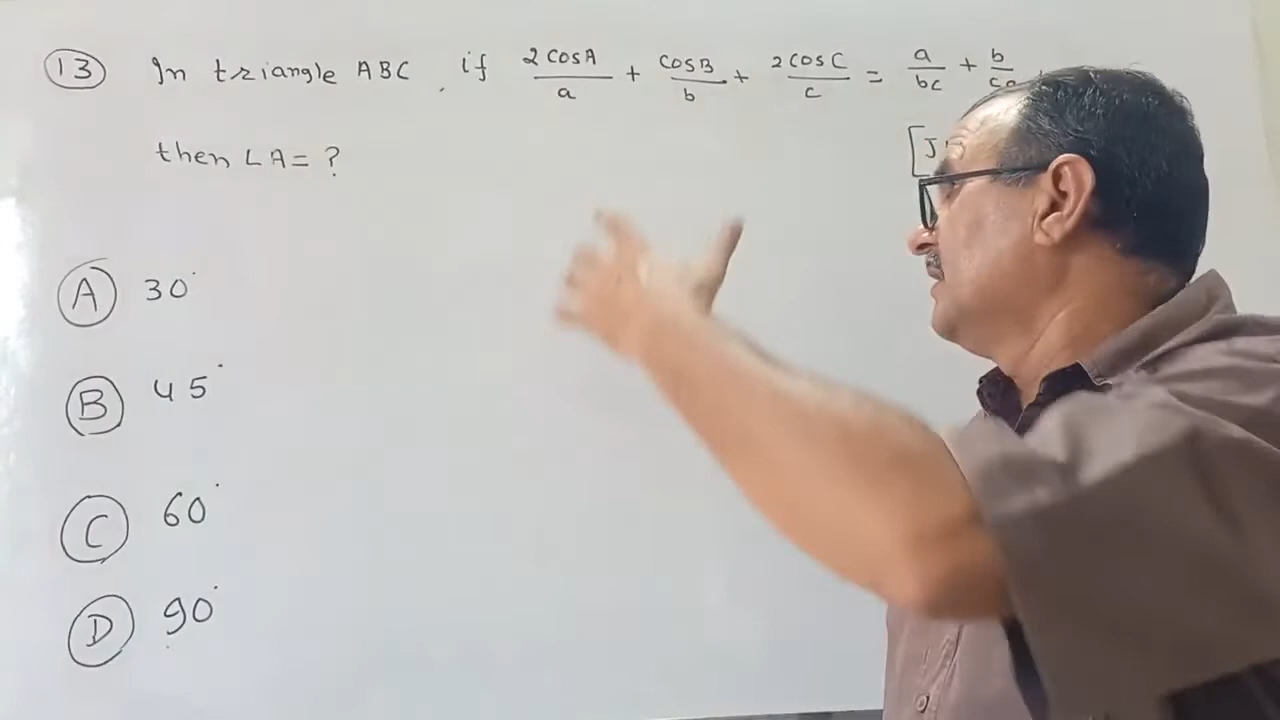 13 In triangle ABC, if 2cosA/a + cosB/b + 2cosC/c = a/bc + b/
then ∠A = ?
[J
A 30°
B 45°
C 60°
D 90°